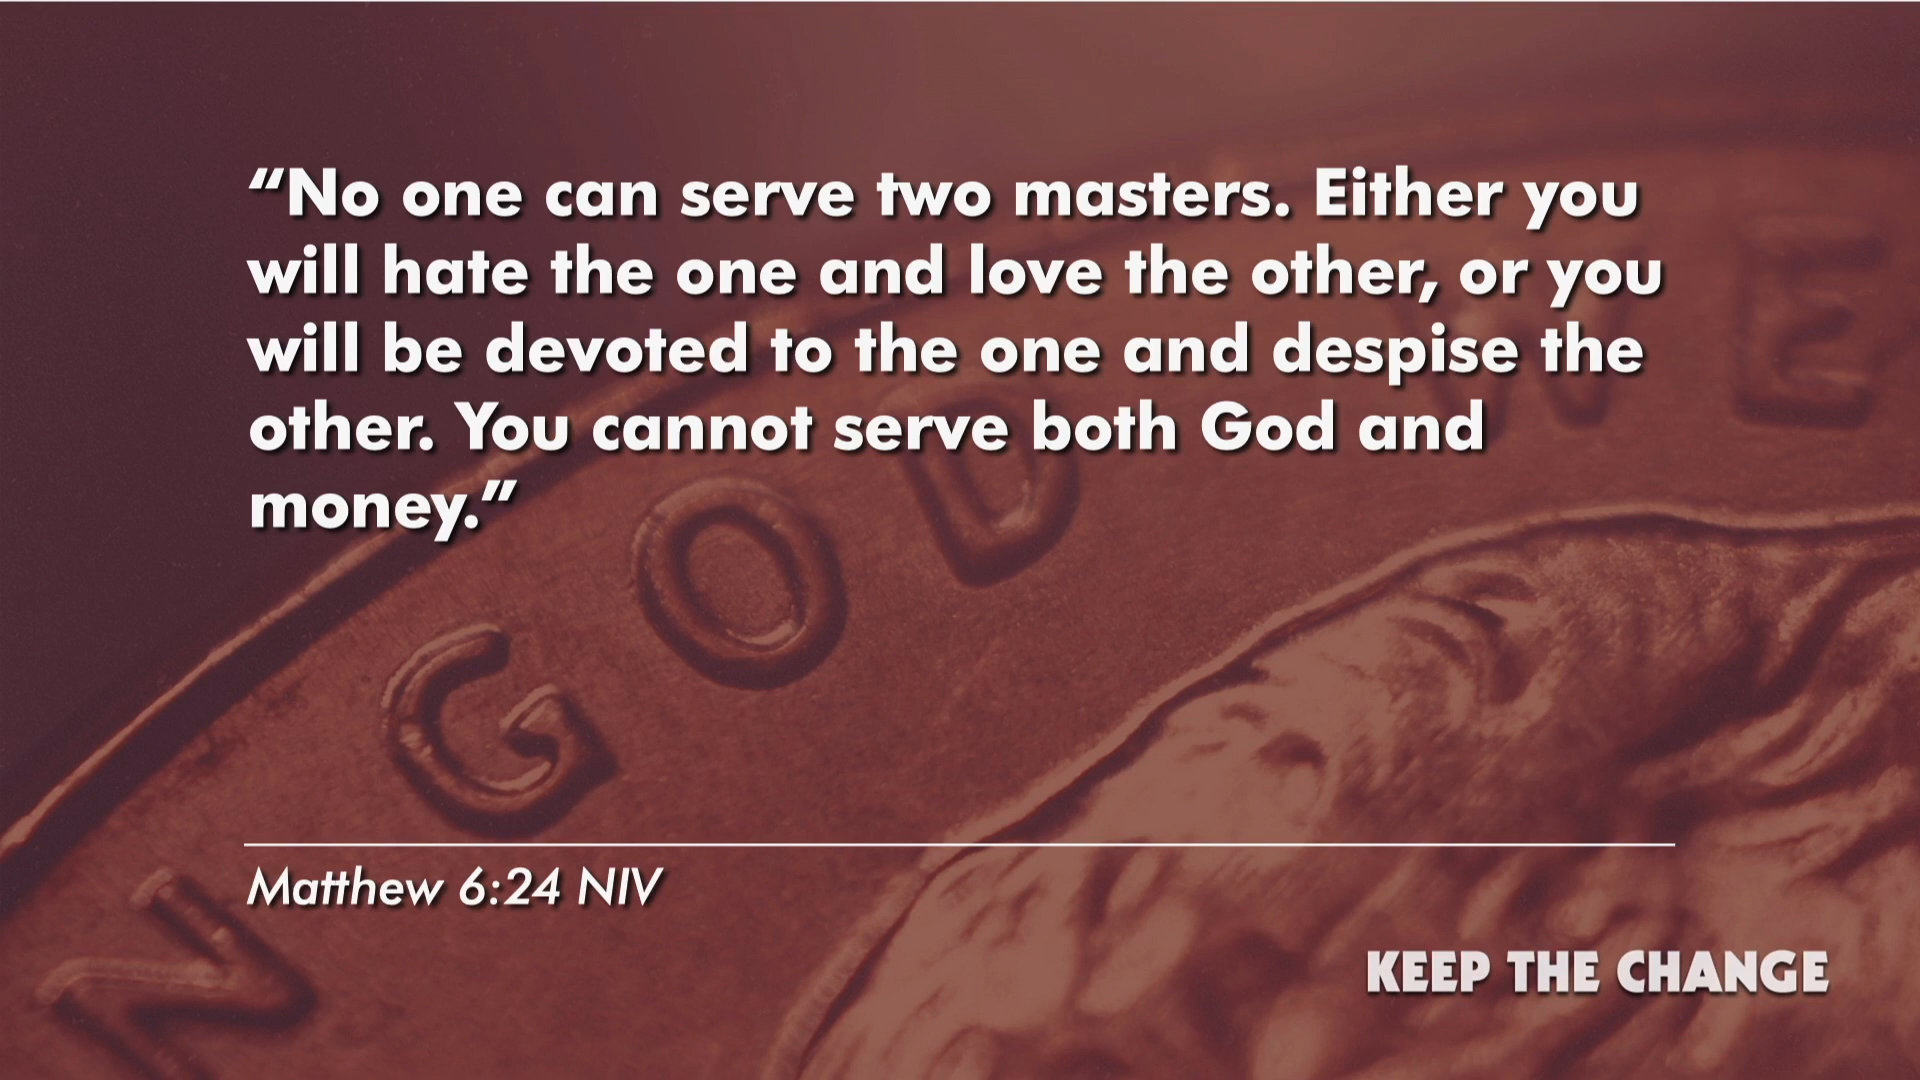 “No one can serve two masters. Either you
will hate the one and love the other, or you
will be devoted to the one and despise the
other. You cannot serve both God and
money.”
N GOD WE
Matthew 6:24 NIV
KEEP THE CHANGE